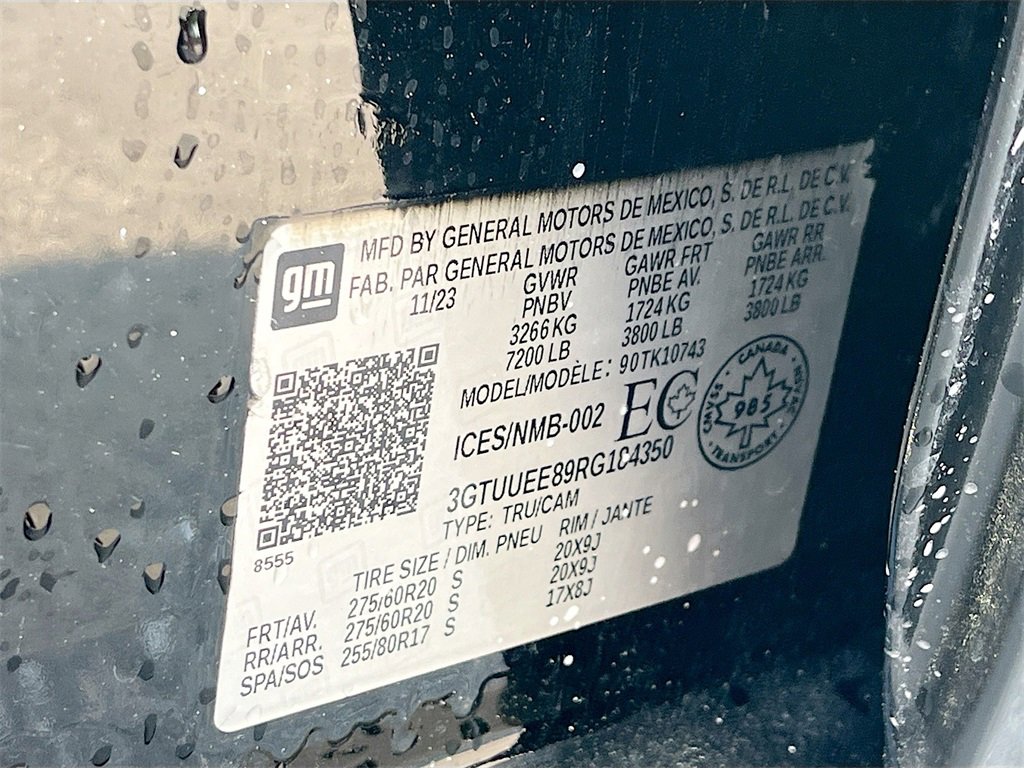 gm
MFD BY GENERAL MOTORS DE MEXICO, S. DE R.L. DE C.V.
FAB. PAR GENERAL MOTORS DE MEXICO, S. DE R.L. DE C.V.
11/23 GVWR GAWR FRT GAWR RR
PNBV PNBE AV. PNBE ARR.
3266 KG 1724 KG 1724 KG
7200 LB 3800 LB 3800 LB
MODEL/MODÈLE: 90TK10743
ICES/NMB-002 EC
CANADA
985
TRANSPORT
TYPE: TRU/CAM
8555
TIRE SIZE / DIM. PNEU RIM / JANTE
FRT/AV. 275/60R20 S 20X9J
RR/ARR. 275/60R20 S 20X9J
SPA/SOS 255/80R17 S 17X8J